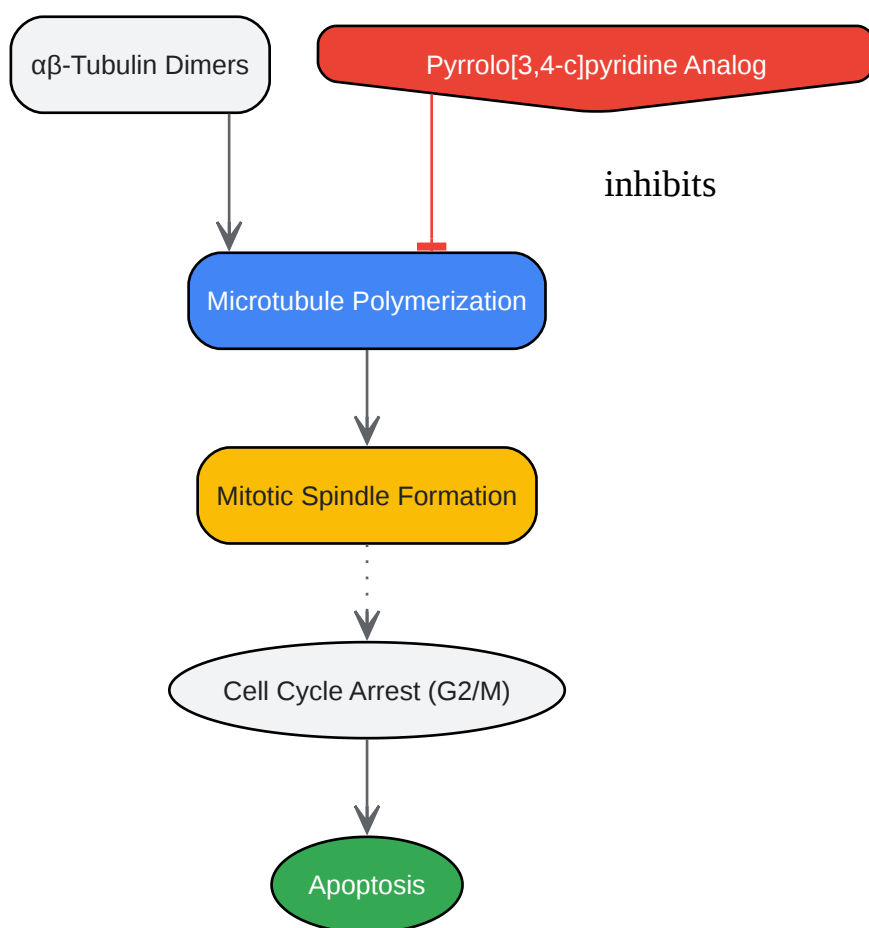 αβ-Tubulin Dimers
Pyrrolo[3,4-c]pyridine Analog
inhibits
Microtubule Polymerization
Mitotic Spindle Formation
Cell Cycle Arrest (G2/M)
Apoptosis